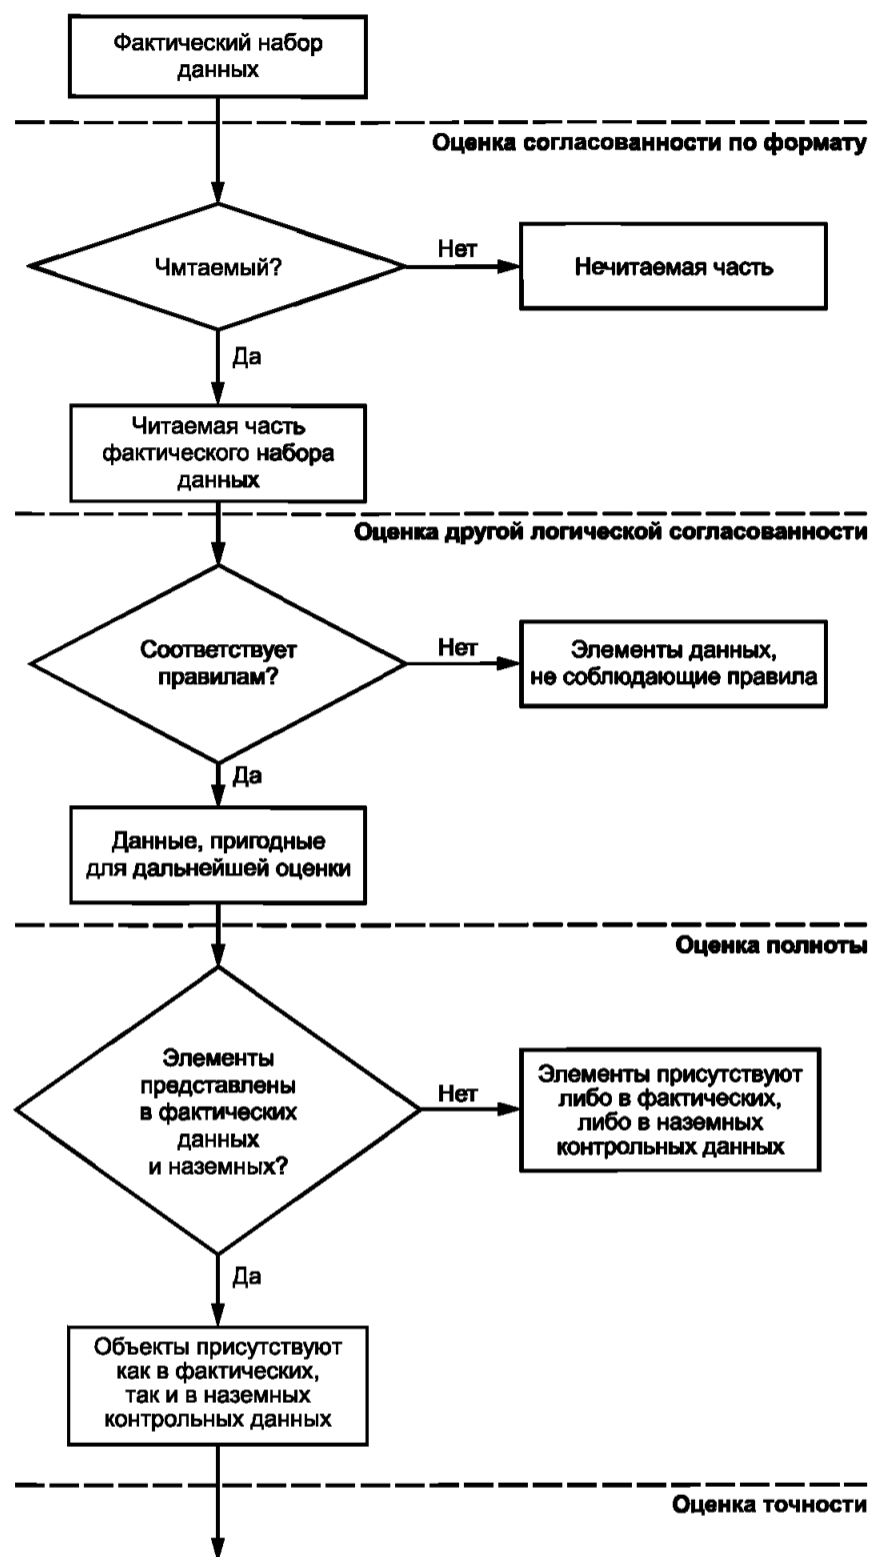 Фактический набор
данных
Оценка согласованности по формату
Чмтаемый?
Нет
Нечитаемая часть
Да
Читаемая часть
фактического набора
данных
Оценка другой логической согласованности
Соответствует
правилам?
Нет
Элементы данных,
не соблюдающие правила
Да
Данные, пригодные
для дальнейшей оценки
Оценка полноты
Элементы
представлены
в фактических
данных
и наземных?
Нет
Элементы присутствуют
либо в фактических,
либо в наземных
контрольных данных
Да
Объекты присутствуют
как в фактических,
так и в наземных
контрольных данных
Оценка точности